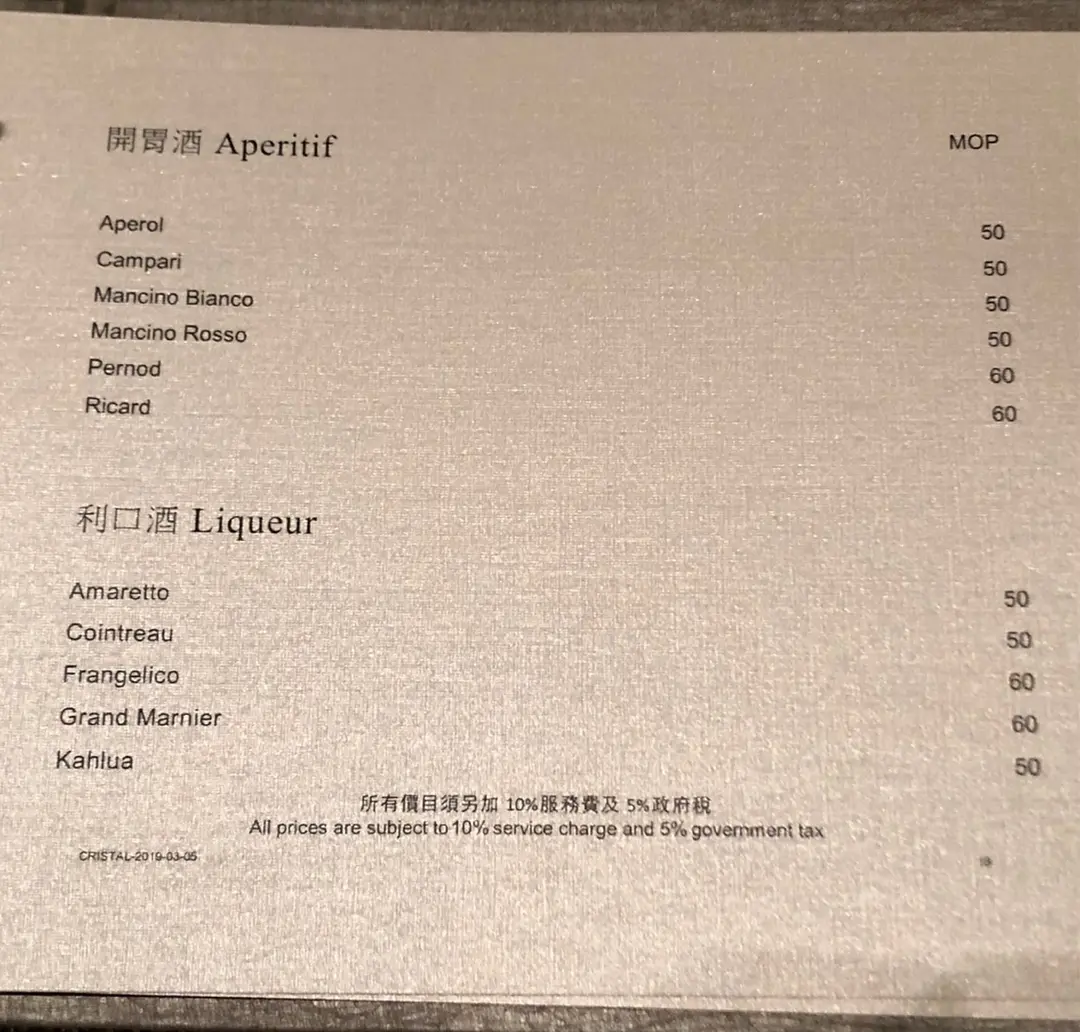 開胃酒 Aperitif MOP
Aperol 50
Campari 50
Mancino Bianco 50
Mancino Rosso 50
Pernod 60
Ricard 60
利口酒 Liqueur
Amaretto 50
Cointreau 50
Frangelico 60
Grand Marnier 60
Kahlua 50
所有價目須另加 10%服務費及 5%政府稅
All prices are subject to 10% service charge and 5% government tax
CRISTAL-2019-03-05